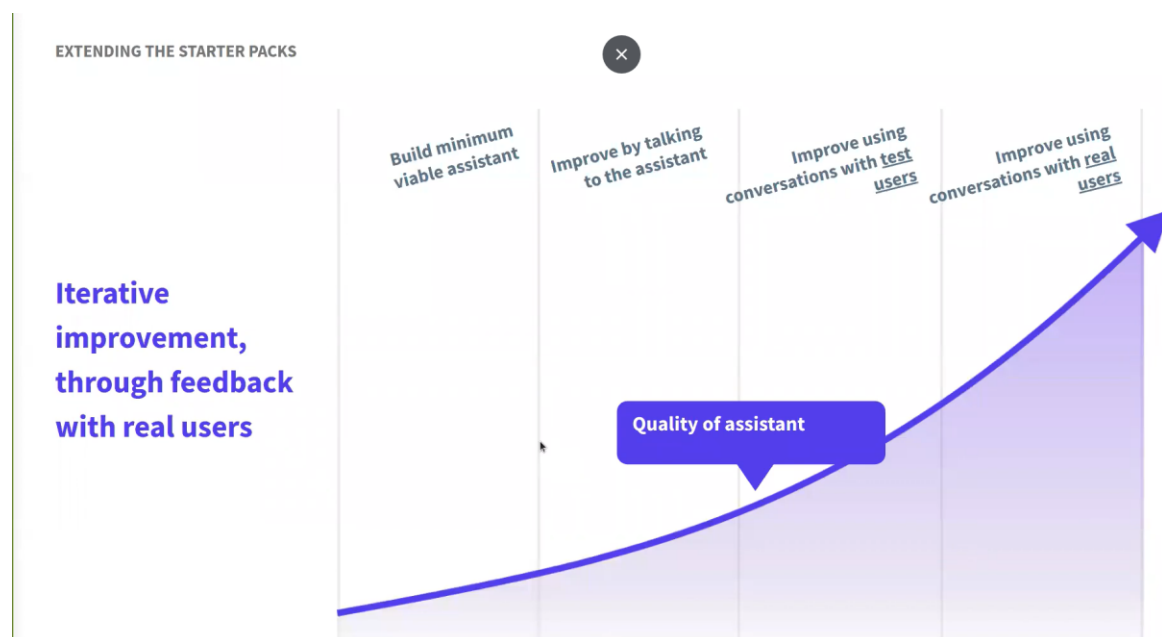 EXTENDING THE STARTER PACKS
Build minimum
viable assistant
Improve by talking
to the assistant
Improve using
conversations with test
users
Improve using
conversations with real
users
Iterative
improvement,
through feedback
with real users
Quality of assistant